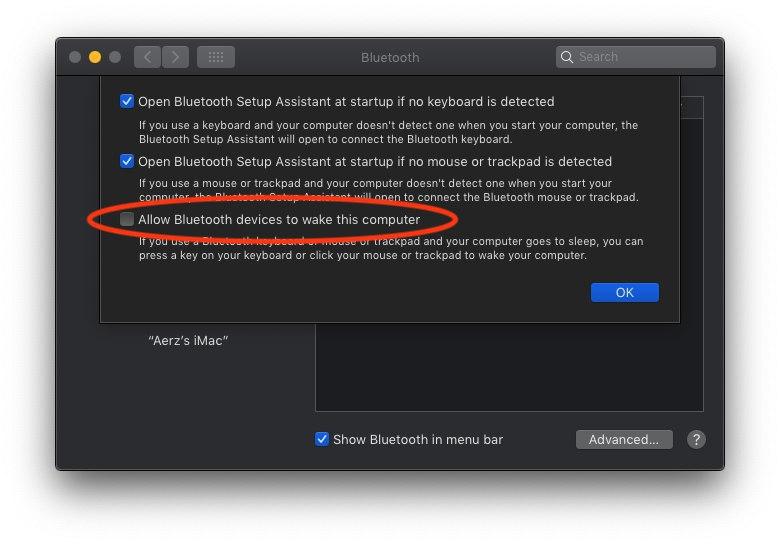 Bluetooth
Search
Open Bluetooth Setup Assistant at startup if no keyboard is detected
If you use a keyboard and your computer doesn't detect one when you start your computer, the
Bluetooth Setup Assistant will open to connect the Bluetooth keyboard.
Open Bluetooth Setup Assistant at startup if no mouse or trackpad is detected
If you use a mouse or trackpad and your computer doesn't detect one when you start your
computer, the Bluetooth Setup Assistant will open to connect the Bluetooth mouse or trackpad.
Allow Bluetooth devices to wake this computer
If you use a Bluetooth keyboard or mouse or trackpad and your computer goes to sleep, you can
press a key on your keyboard or click your mouse or trackpad to wake your computer.
OK
“Aerz’s iMac”
Show Bluetooth in menu bar
Advanced...
?